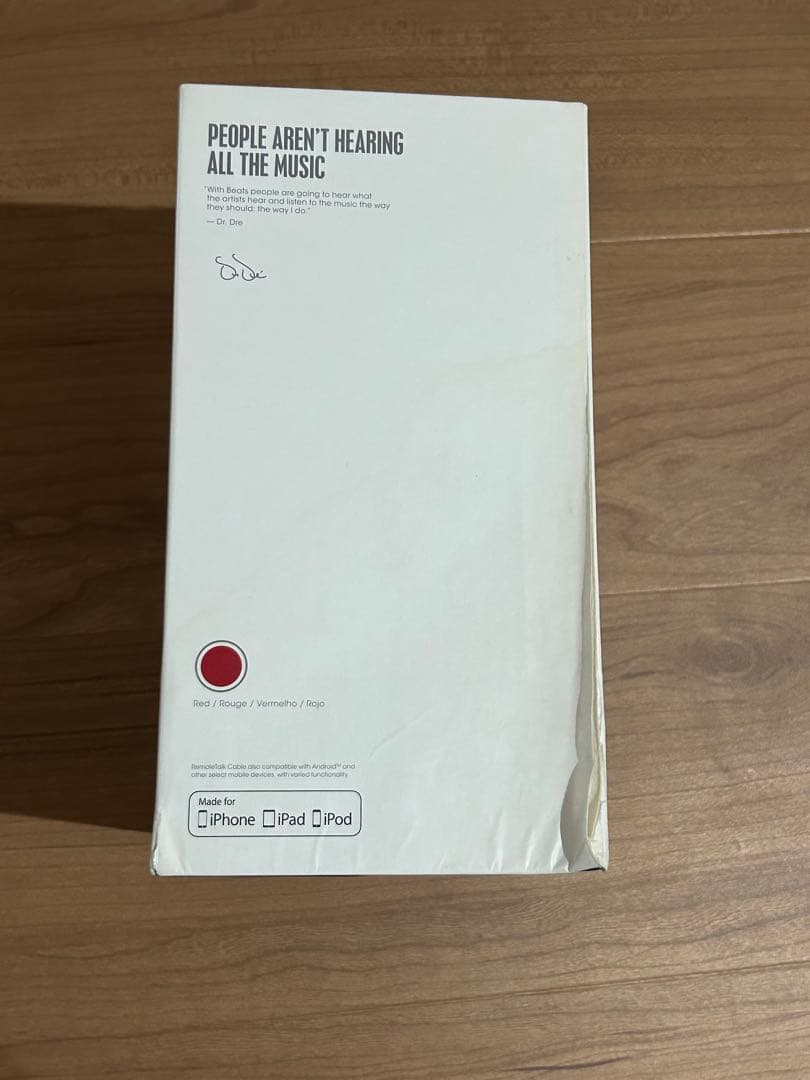 PEOPLE AREN'T HEARING
ALL THE MUSIC
"With Beats people are going to hear what
the artists hear and listen to the music the way
they should: the way I do."
— Dr. Dre
Red / Rouge / Vermelho / Rojo
RemoteTalk Cable also compatible with Android™ and
other select mobile devices, with varied functionality.
Made for
iPhone iPad iPod